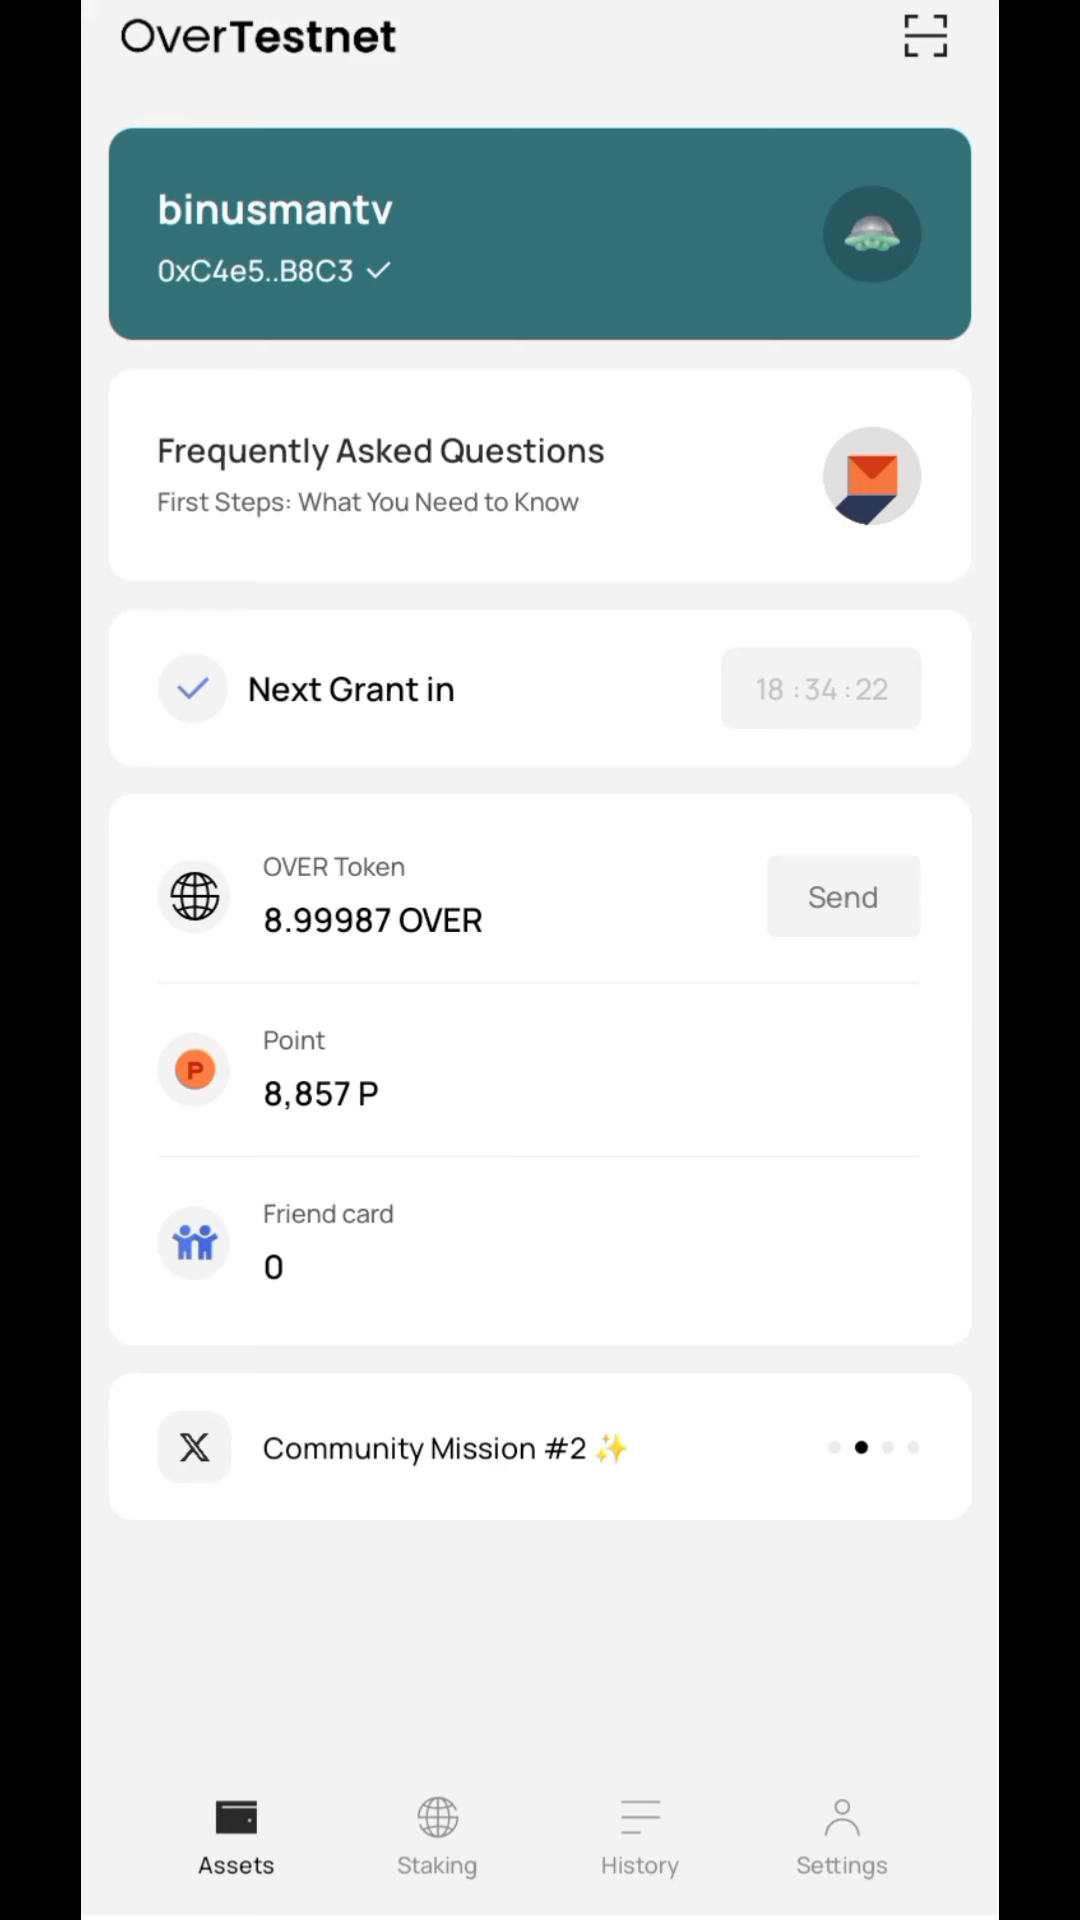 OverTestnet
binusmantv
0xC4e5..B8C3
Frequently Asked Questions
First Steps: What You Need to Know
Next Grant in
18 : 34 : 22
OVER Token
8.99987 OVER
Send
Point
P
8,857 P
Friend card
0
X
Community Mission #2 ✨
Assets
Staking
History
Settings